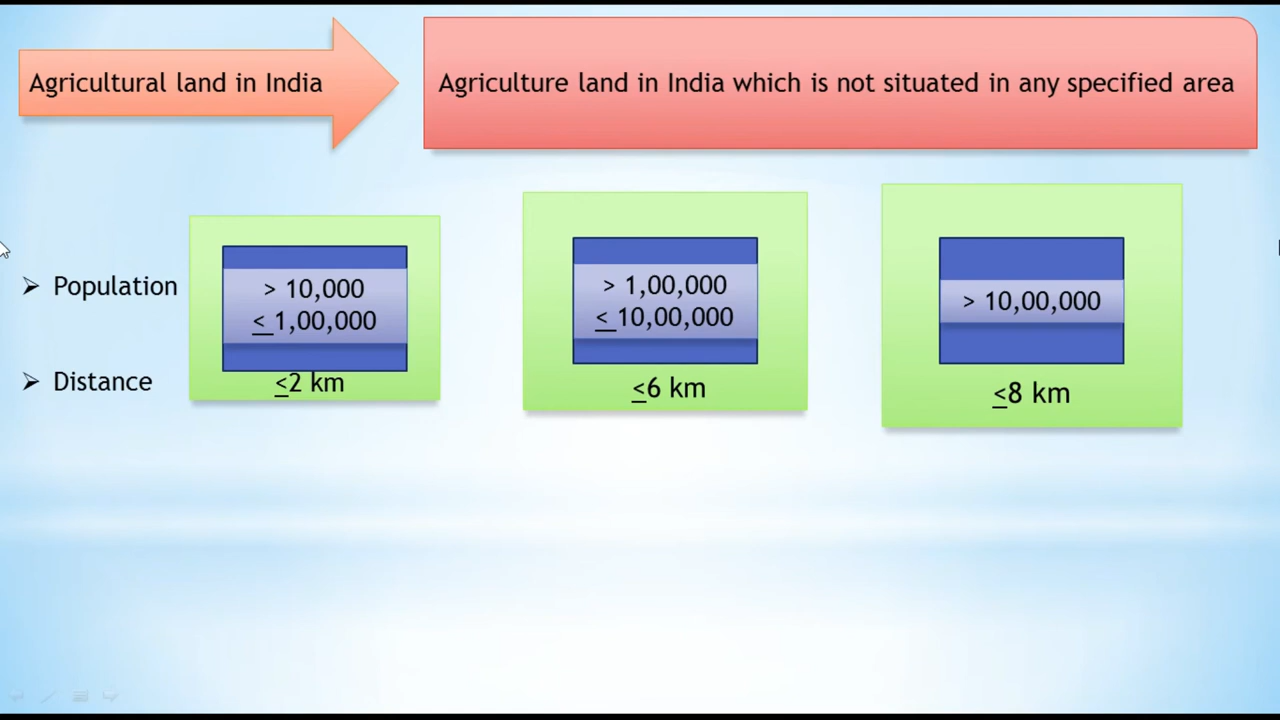 Agricultural land in India
Agriculture land in India which is not situated in any specified area
➢ Population
> 10,000
< 1,00,000
> 1,00,000
< 10,00,000
> 10,00,000
➢ Distance
<2 km
<6 km
<8 km